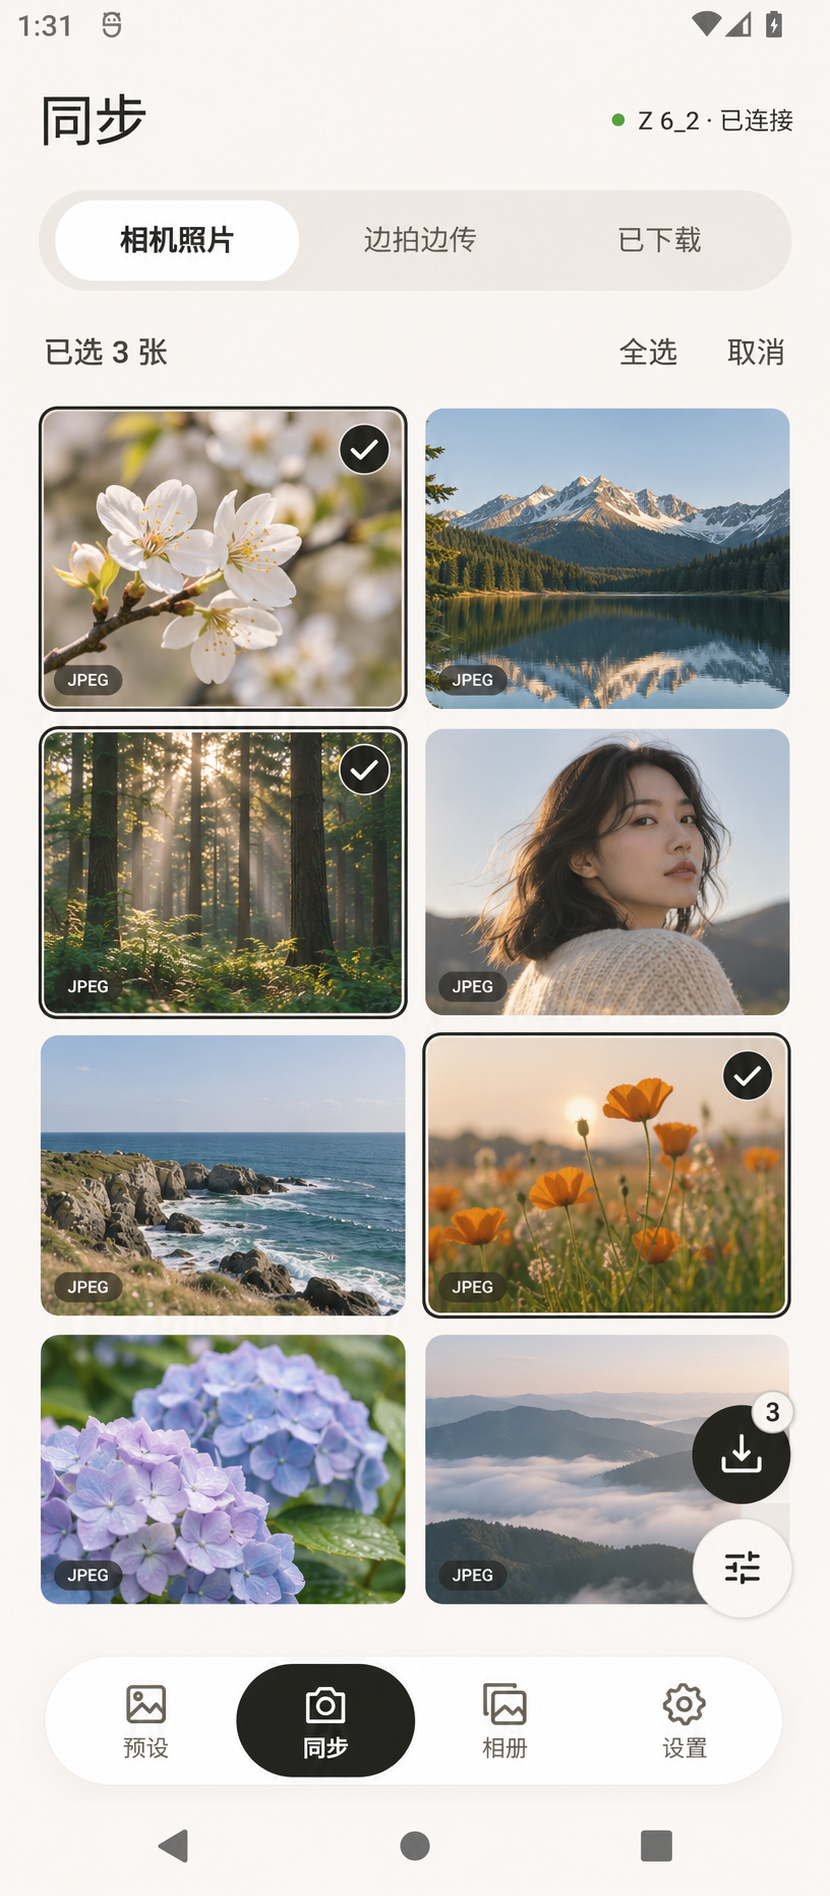 1:31
同步
Z 6_2 · 已连接
相机照片 边拍边传 已下载
已选 3 张 全选 取消
JPEG JPEG
JPEG JPEG
JPEG JPEG
3
JPEG JPEG
预设 同步 相册 设置